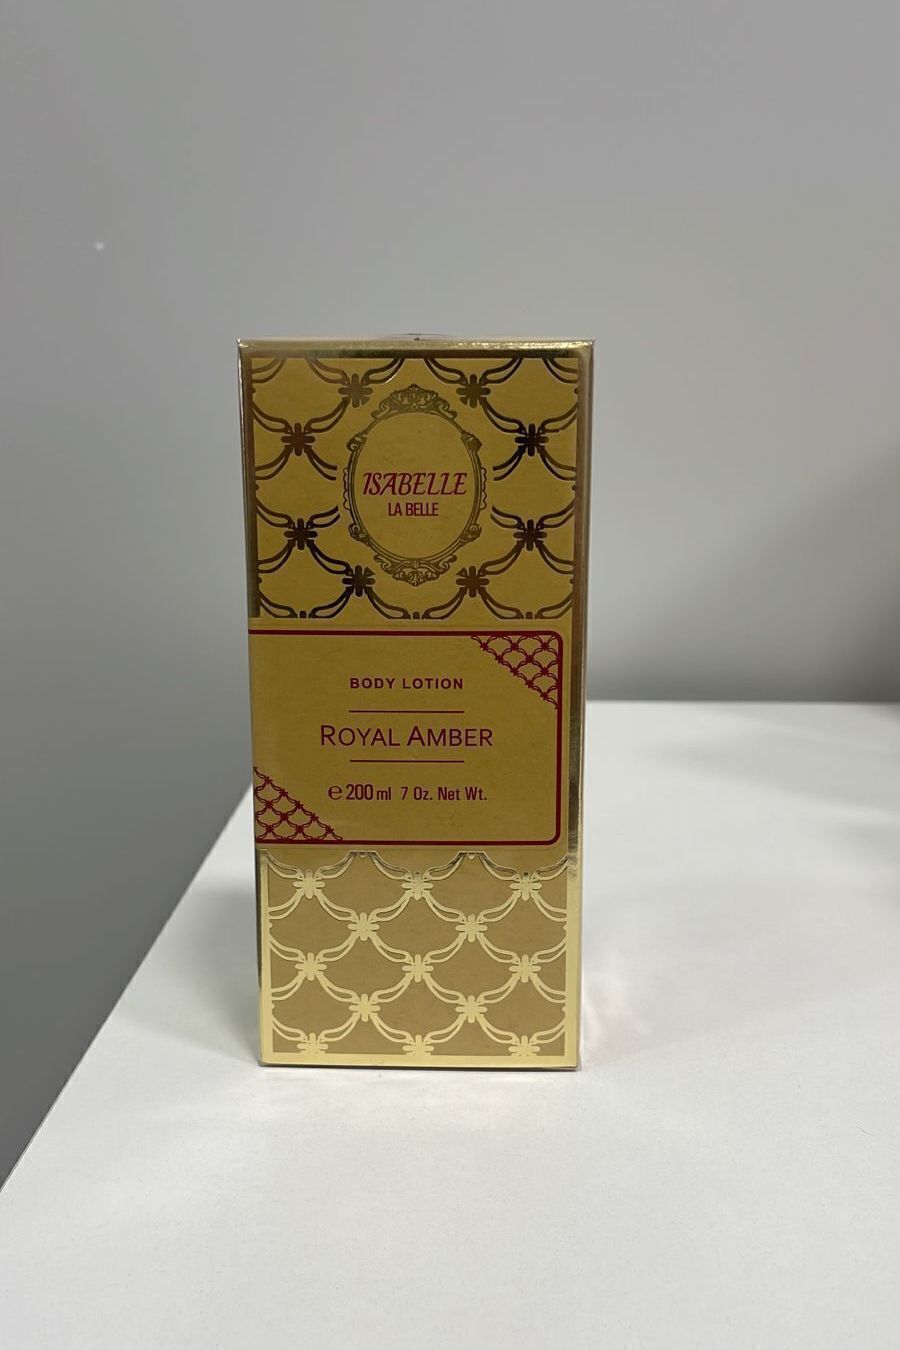 ISABELLE
LA BELLE
BODY LOTION
ROYAL AMBER
℮200 ml 7 Oz. Net Wt.